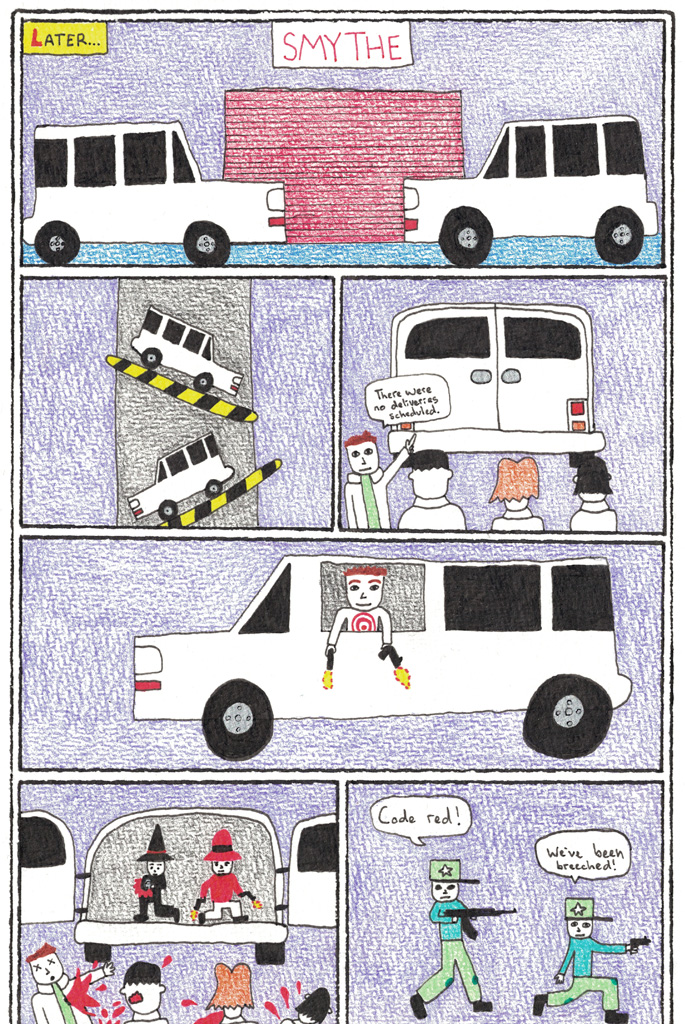 LATER...
SMYTHE
There were
no deliveries
scheduled.
Code red!
We've been
breeched!